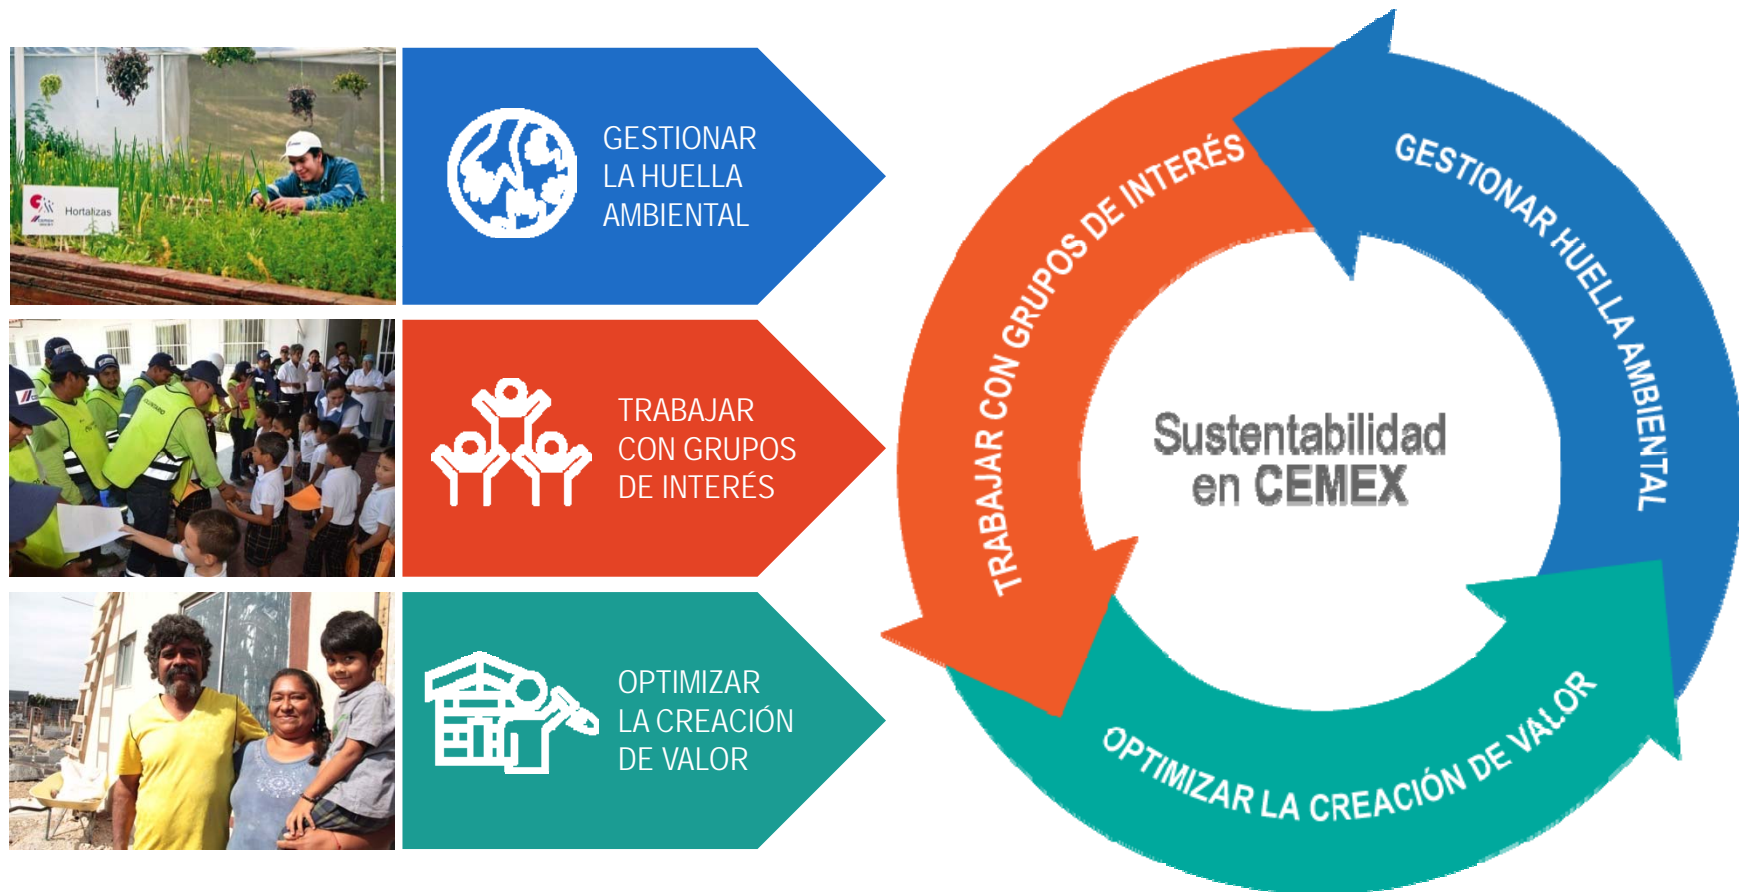 Hortalizas
GESTIONAR
LA HUELLA
AMBIENTAL
VOLUNTARIO
TRABAJAR
CON GRUPOS
DE INTERÉS
OPTIMIZAR
LA CREACIÓN
DE VALOR
TRABAJAR CON GRUPOS DE INTERÉS
GESTIONAR HUELLA AMBIENTAL
OPTIMIZAR LA CREACIÓN DE VALOR
Sustentabilidad
en CEMEX